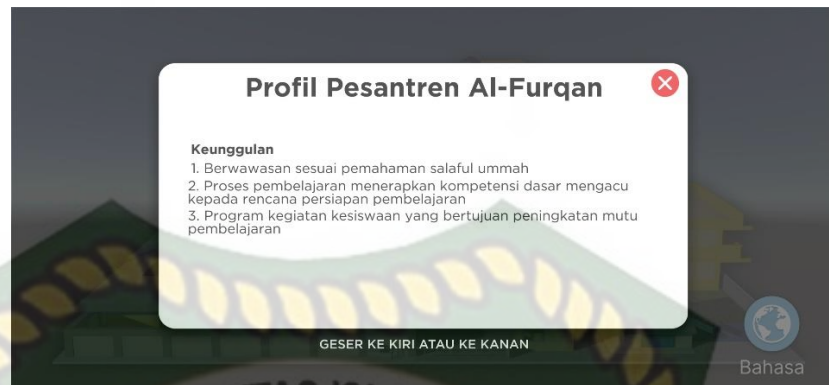 Profil Pesantren Al-Furqan
Keunggulan
1. Berwawasan sesuai pemahaman salaful ummah
2. Proses pembelajaran menerapkan kompetensi dasar mengacu
kepada rencana persiapan pembelajaran
3. Program kegiatan kesiswaan yang bertujuan peningkatan mutu
pembelajaran
GESER KE KIRI ATAU KE KANAN
Bahasa